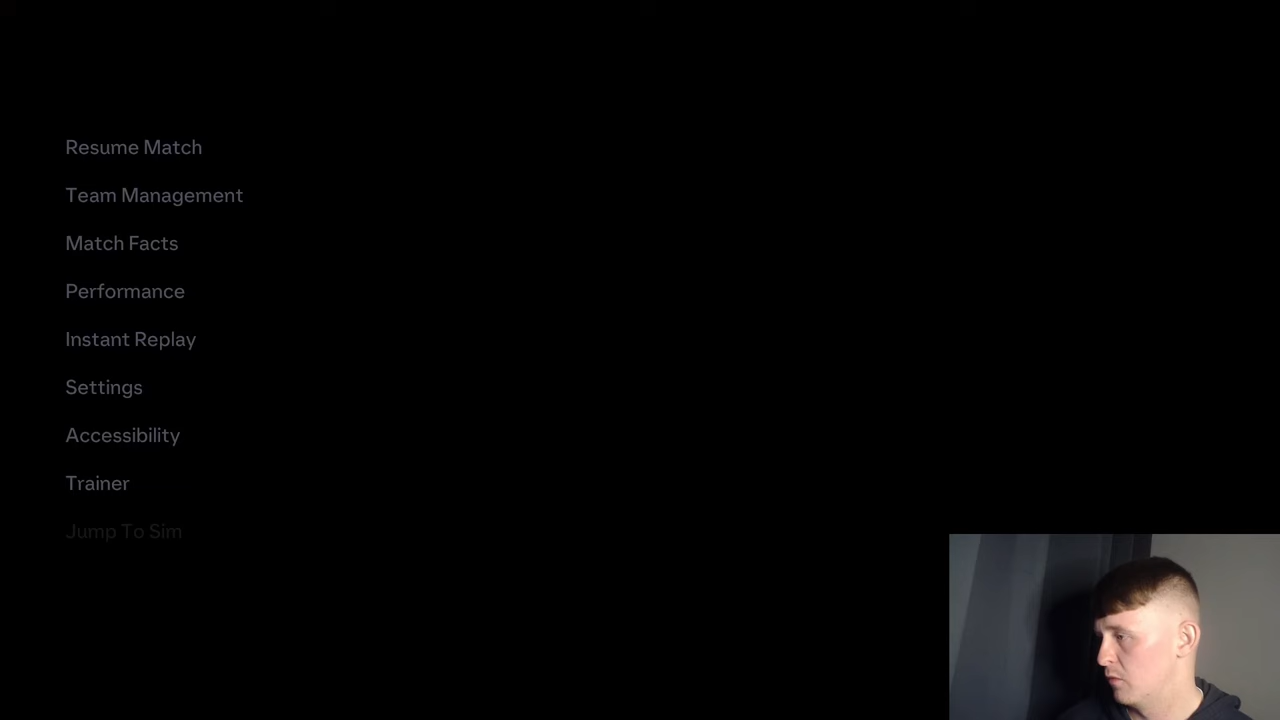 Resume Match
Team Management
Match Facts
Performance
Instant Replay
Settings
Accessibility
Trainer
Jump To Sim